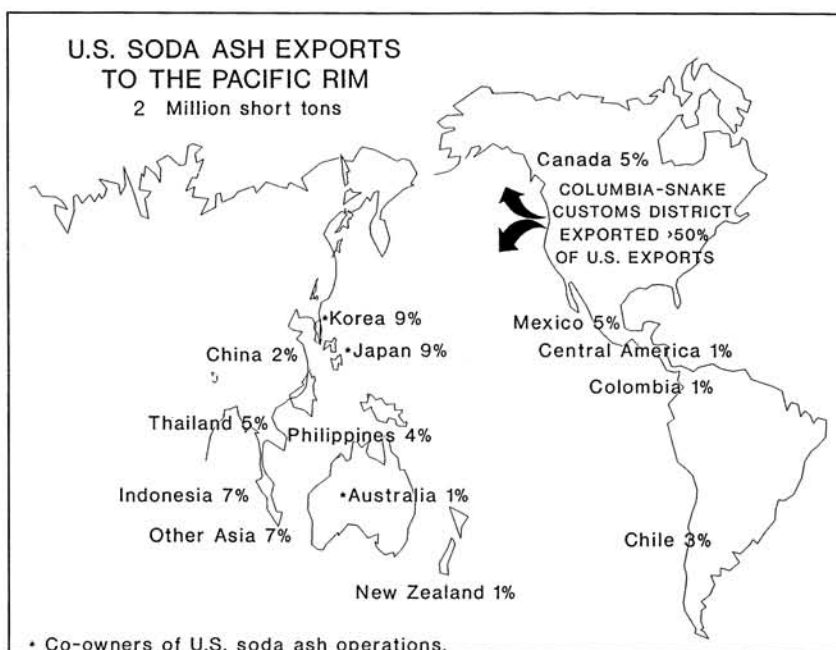 U.S. SODA ASH EXPORTS
TO THE PACIFIC RIM
2 Million short tons
Canada 5%
COLUMBIA-SNAKE
CUSTOMS DISTRICT
EXPORTED >50%
OF U.S. EXPORTS
*Korea 9%
Mexico 5%
China 2%
*Japan 9%
Central America 1%
Colombia 1%
Thailand 5%
Philippines 4%
Indonesia 7%
*Australia 1%
Other Asia 7%
Chile 3%
New Zealand 1%
* Co-owners of U.S. soda ash operations.